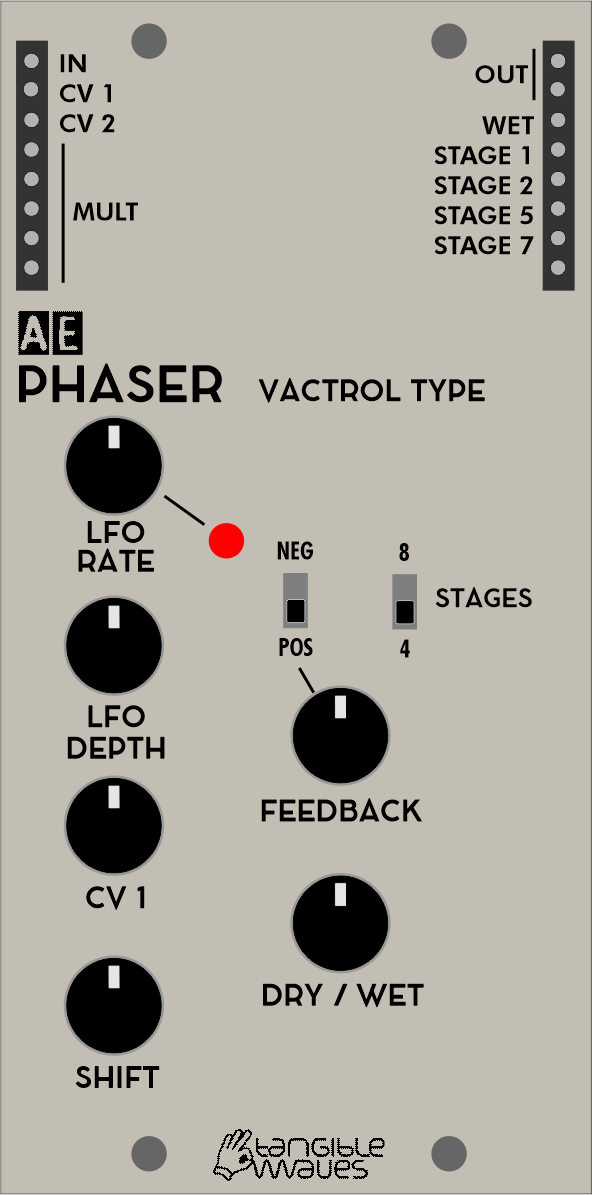 IN
CV 1
CV 2
MULT
OUT
WET
STAGE 1
STAGE 2
STAGE 5
STAGE 7
AE
PHASER VACTROL TYPE
LFO
RATE
NEG
POS
8
STAGES
4
LFO
DEPTH
FEEDBACK
CV 1
DRY / WET
SHIFT
tangible
waves